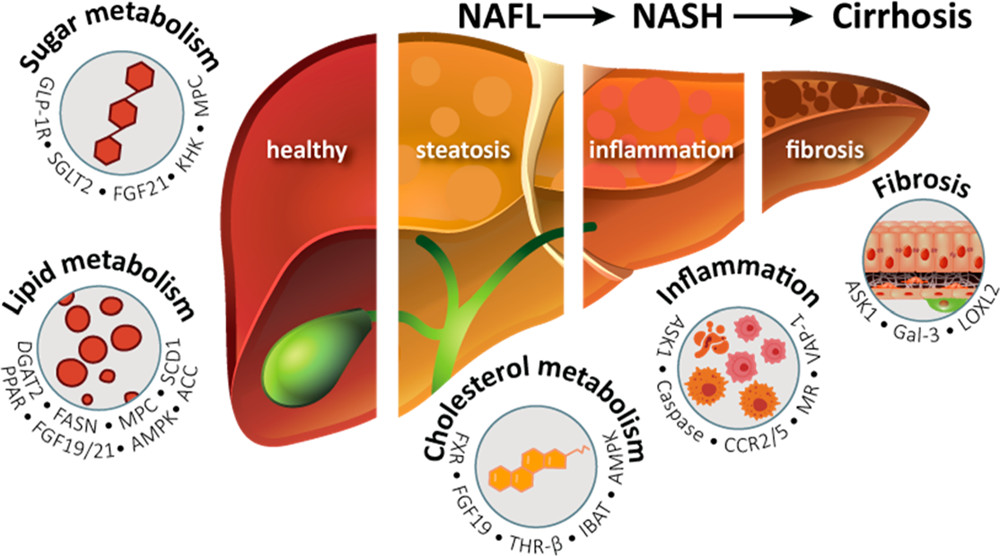 NAFL NASH Cirrhosis
Sugar metabolism
GLP-1R • SGLT2 • FGF21 • KHK • MPC
healthy
steatosis
inflammation
fibrosis
Fibrosis
ASK1 • Gal-3 • LOXL2
Lipid metabolism
DGAT2 • FASN • MPC • SCD1
PPAR • FGF19/21 • AMPK • ACC
Inflammation
ASK1 • Caspase • CCR2/5 • MR • VAP-1
Cholesterol metabolism
FXR • FGF19 • THR-β • IBAT • AMPK